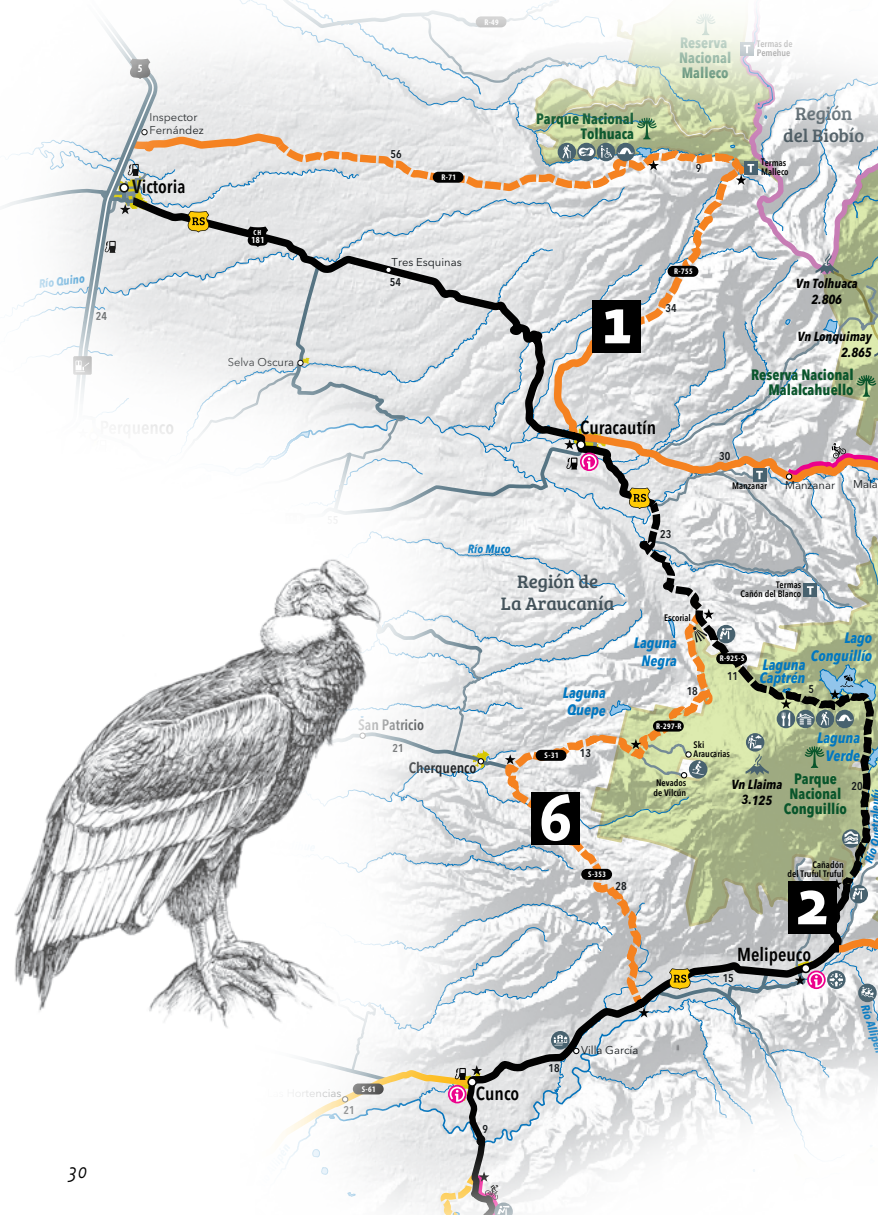 R-49
5
Reserva
Nacional
Malleco
T
Termas de
Pemehue
Inspector
Fernández
Región
del Biobío
Parque Nacional
Tolhuaca
56
R-71
9
T
Termas
Malleco
Victoria
RS
CH
181
Tres Esquinas
54
R-755
34
Vn Tolhuaca
2.806
Río Quino
24
1
Vn Lonquimay
2.865
Selva Oscura
Reserva Nacional
Malalcahuello
Perquenco
Curacautín
30
T
Manzanar
Manzanar
Mala
RS
23
55
Río Muco
Región de
La Araucanía
Termas
Cañón del Blanco
T
Escorial
Laguna
Negra
R-925-S
11
Lago
Conguillío
Laguna
Captrén
5
Laguna
Quepe
18
R-297-R
San Patricio
21
Cherquenco
S-31
13
Ski
Araucarias
Nevados
de Vilcún
Laguna
Verde
Vn Llaima
3.125
Parque
Nacional
Conguillío
20
6
Cañadón
del Truful Truful
S-353
28
2
Melipeuco
RS
15
Villa García
18
S-61
Hortencias
21
Cunco
9
30